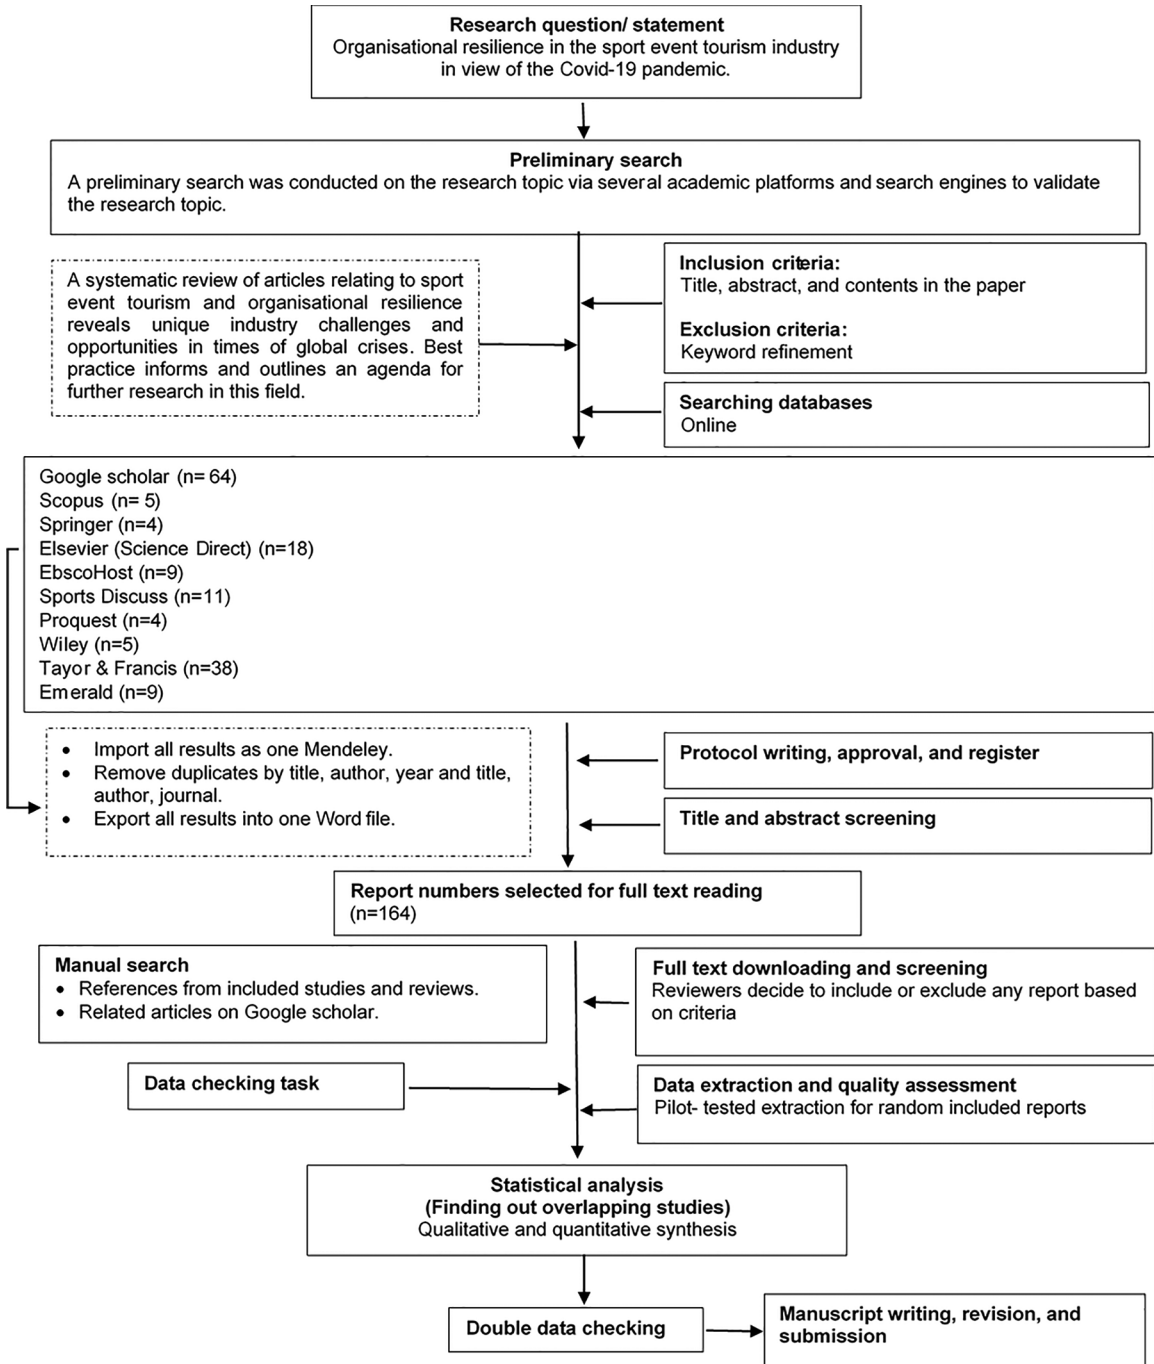 Research question/ statement
Organisational resilience in the sport event tourism industry
in view of the Covid-19 pandemic.
Preliminary search
A preliminary search was conducted on the research topic via several academic platforms and search engines to validate
the research topic.
A systematic review of articles relating to sport
event tourism and organisational resilience
reveals unique industry challenges and
opportunities in times of global crises. Best
practice informs and outlines an agenda for
further research in this field.
Inclusion criteria:
Title, abstract, and contents in the paper
Exclusion criteria:
Keyword refinement
Searching databases
Online
Google scholar (n= 64)
Scopus (n= 5)
Springer (n=4)
Elsevier (Science Direct) (n=18)
EbscoHost (n=9)
Sports Discuss (n=11)
Proquest (n=4)
Wiley (n=5)
Tayor & Francis (n=38)
Emerald (n=9)
• Import all results as one Mendeley.
• Remove duplicates by title, author, year and title,
author, journal.
• Export all results into one Word file.
Protocol writing, approval, and register
Title and abstract screening
Report numbers selected for full text reading
(n=164)
Manual search
• References from included studies and reviews.
• Related articles on Google scholar.
Full text downloading and screening
Reviewers decide to include or exclude any report based
on criteria
Data checking task
Data extraction and quality assessment
Pilot- tested extraction for random included reports
Statistical analysis
(Finding out overlapping studies)
Qualitative and quantitative synthesis
Double data checking
Manuscript writing, revision, and
submission